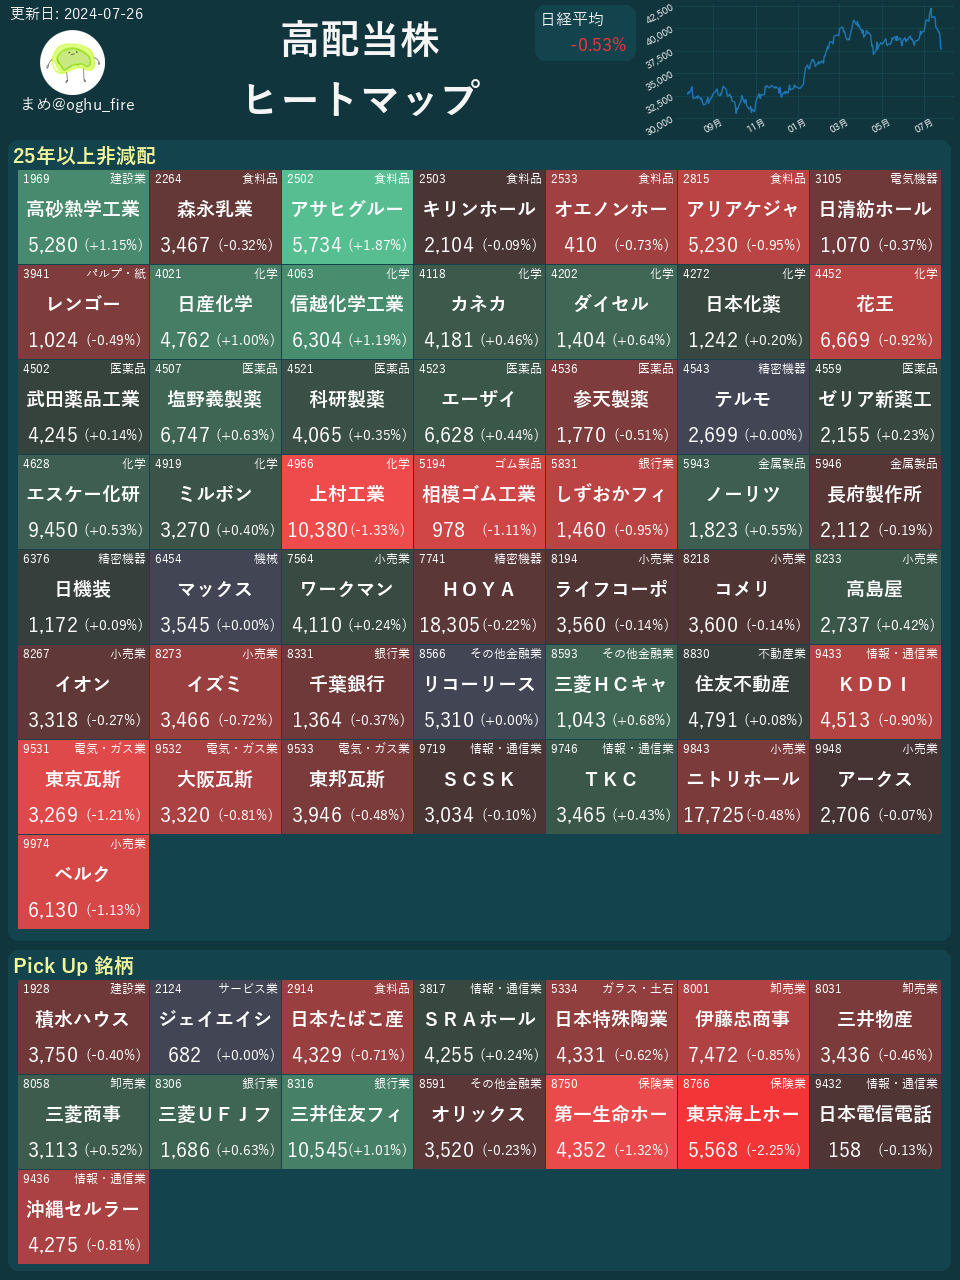 更新日: 2024-07-26
まめ@oghu_fire
高配当株
ヒートマップ
日経平均
-0.53%
42,500
40,000
37,500
35,000
32,500
30,000
09月 11月 01月 03月 05月 07月
25年以上非減配
1969 建設業 2264 食料品 2502 食料品 2503 食料品 2533 食料品 2815 食料品 3105 電気機器
高砂熱学工業 森永乳業 アサヒグルー キリンホール オエノンホー アリアケジャ 日清紡ホール
5,280 (+1.15%) 3,467 (-0.32%) 5,734 (+1.87%) 2,104 (-0.09%) 410 (-0.73%) 5,230 (-0.95%) 1,070 (-0.37%)
3941 パルプ・紙 4021 化学 4063 化学 4118 化学 4202 化学 4272 化学 4452 化学
レンゴー 日産化学 信越化学工業 カネカ ダイセル 日本化薬 花王
1,024 (-0.49%) 4,762 (+1.00%) 6,304 (+1.19%) 4,181 (+0.46%) 1,404 (+0.64%) 1,242 (+0.20%) 6,669 (-0.92%)
4502 医薬品 4507 医薬品 4521 医薬品 4523 医薬品 4536 医薬品 4543 精密機器 4559 医薬品
武田薬品工業 塩野義製薬 科研製薬 エーザイ 参天製薬 テルモ ゼリア新薬工
4,245 (+0.14%) 6,747 (+0.63%) 4,065 (+0.35%) 6,628 (+0.44%) 1,770 (-0.51%) 2,699 (+0.00%) 2,155 (+0.23%)
4628 化学 4919 化学 4966 化学 5194 ゴム製品 5831 銀行業 5943 金属製品 5946 金属製品
エスケー化研 ミルボン 上村工業 相模ゴム工業 しずおかフィ ノーリツ 長府製作所
9,450 (+0.53%) 3,270 (+0.40%) 10,380 (-1.33%) 978 (-1.11%) 1,460 (-0.95%) 1,823 (+0.55%) 2,112 (-0.19%)
6376 精密機器 6454 機械 7564 小売業 7741 精密機器 8194 小売業 8218 小売業 8233 小売業
日機装 マックス ワークマン ＨＯＹＡ ライフコーポ コメリ 高島屋
1,172 (+0.09%) 3,545 (+0.00%) 4,110 (+0.24%) 18,305 (-0.22%) 3,560 (-0.14%) 3,600 (-0.14%) 2,737 (+0.42%)
8267 小売業 8273 小売業 8331 銀行業 8566 その他金融業 8593 その他金融業 8830 不動産業 9433 情報・通信業
イオン イズミ 千葉銀行 リコーリース 三菱ＨＣキャ 住友不動産 ＫＤＤＩ
3,318 (-0.27%) 3,466 (-0.72%) 1,364 (-0.37%) 5,310 (+0.00%) 1,043 (+0.68%) 4,791 (+0.08%) 4,513 (-0.90%)
9531 電気・ガス業 9532 電気・ガス業 9533 電気・ガス業 9719 情報・通信業 9746 情報・通信業 9843 小売業 9948 小売業
東京瓦斯 大阪瓦斯 東邦瓦斯 ＳＣＳＫ ＴＫＣ ニトリホール アークス
3,269 (-1.21%) 3,320 (-0.81%) 3,946 (-0.48%) 3,034 (-0.10%) 3,465 (+0.43%) 17,725 (-0.48%) 2,706 (-0.07%)
9974 小売業
ベルク
6,130 (-1.13%)
Pick Up 銘柄
1928 建設業 2124 サービス業 2914 食料品 3817 情報・通信業 5334 ガラス・土石 8001 卸売業 8031 卸売業
積水ハウス ジェイエイシ 日本たばこ産 ＳＲＡホール 日本特殊陶業 伊藤忠商事 三井物産
3,750 (-0.40%) 682 (+0.00%) 4,329 (-0.71%) 4,255 (+0.24%) 4,331 (-0.62%) 7,472 (-0.85%) 3,436 (-0.46%)
8058 卸売業 8306 銀行業 8316 銀行業 8591 その他金融業 8750 保険業 8766 保険業 9432 情報・通信業
三菱商事 三菱ＵＦＪフ 三井住友フィ オリックス 第一生命ホー 東京海上ホー 日本電信電話
3,113 (+0.52%) 1,686 (+0.63%) 10,545 (+1.01%) 3,520 (-0.23%) 4,352 (-1.32%) 5,568 (-2.25%) 158 (-0.13%)
9436 情報・通信業
沖縄セルラー
4,275 (-0.81%)